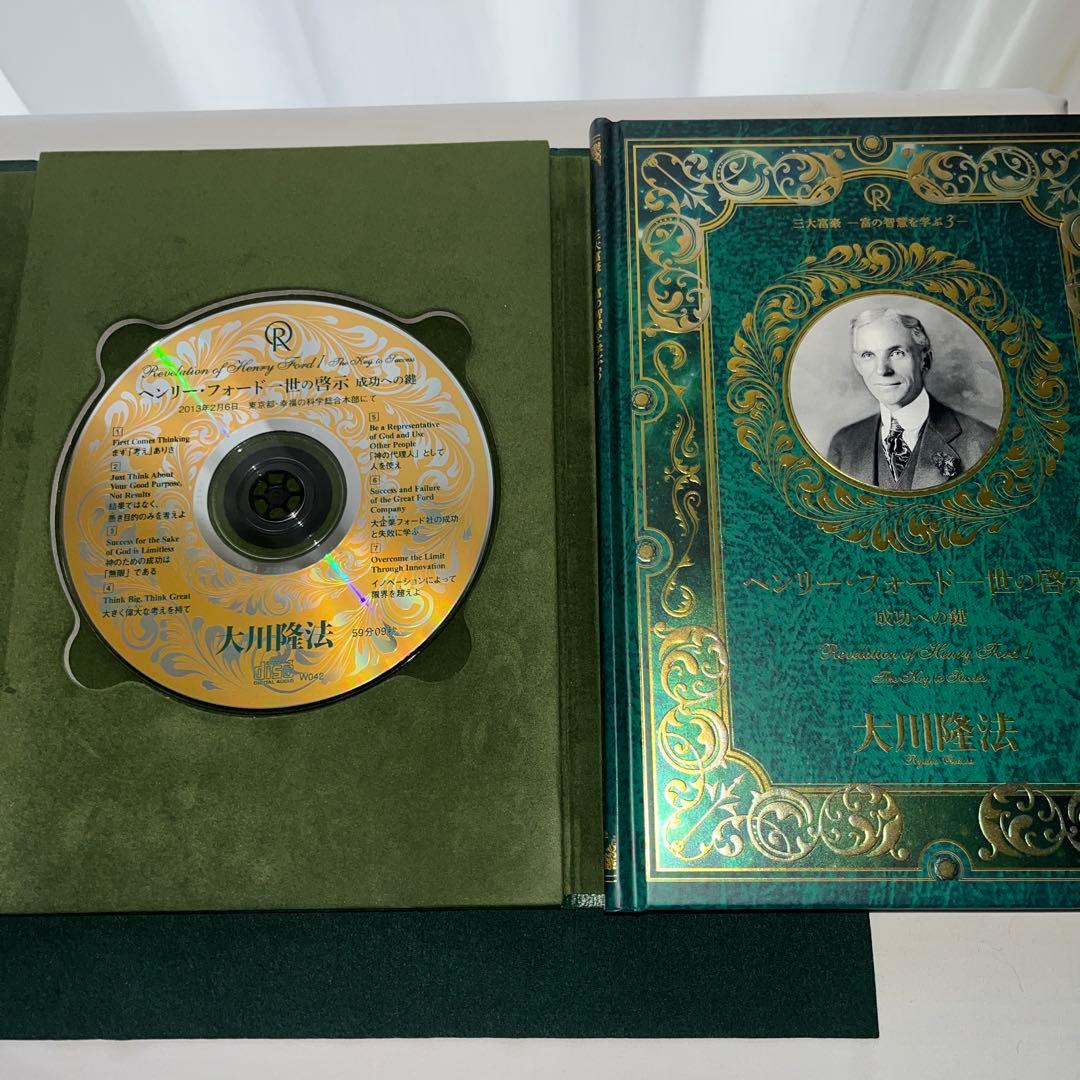 R
Revelation of Henry Ford I The Key to Success
ヘンリー・フォード一世の啓示 成功への鍵
2013年2月6日 東京都・幸福の科学総合本部にて
1
First Comes Thinking
まず「考え」ありき
2
Just Think About
Your Good Purpose,
Not Results
結果ではなく、
善き目的のみを考えよ
3
Success for the Sake
of God is Limitless
神のための成功は
「無限」である
4
Think Big, Think Great
大きく偉大な考えを持て
5
Be a Representative
of God and Use
Other People
「神の代理人」として
人を使え
6
Success and Failure
of the Great Ford
Company
大企業フォード社の成功
と失敗に学ぶ
7
Overcome the Limit
Through Innovation
イノベーションによって
限界を超えよ
大川隆法
59分09秒
COMPACT
disc
DIGITAL AUDIO
W042
R
三大富豪 ―富の智慧を学ぶ3―
ヘンリー・フォード一世の啓示
成功への鍵
Revelation of Henry Ford I
The Key to Success
大川隆法
Ryuho Okawa